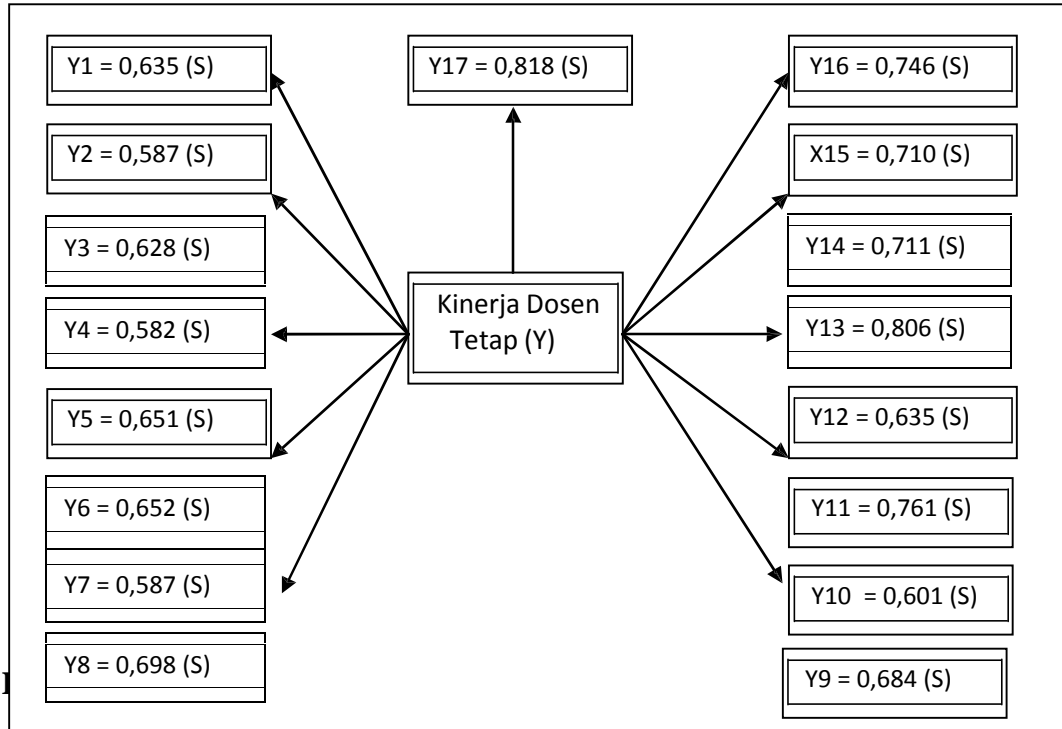 Y1 = 0,635 (S)
Y17 = 0,818 (S)
Y16 = 0,746 (S)
Y2 = 0,587 (S)
X15 = 0,710 (S)
Y3 = 0,628 (S)
Y14 = 0,711 (S)
Kinerja Dosen
Tetap (Y)
Y4 = 0,582 (S)
Y13 = 0,806 (S)
Y5 = 0,651 (S)
Y12 = 0,635 (S)
Y6 = 0,652 (S)
Y11 = 0,761 (S)
Y7 = 0,587 (S)
Y10  = 0,601 (S)
Y8 = 0,698 (S)
Y9 = 0,684 (S)